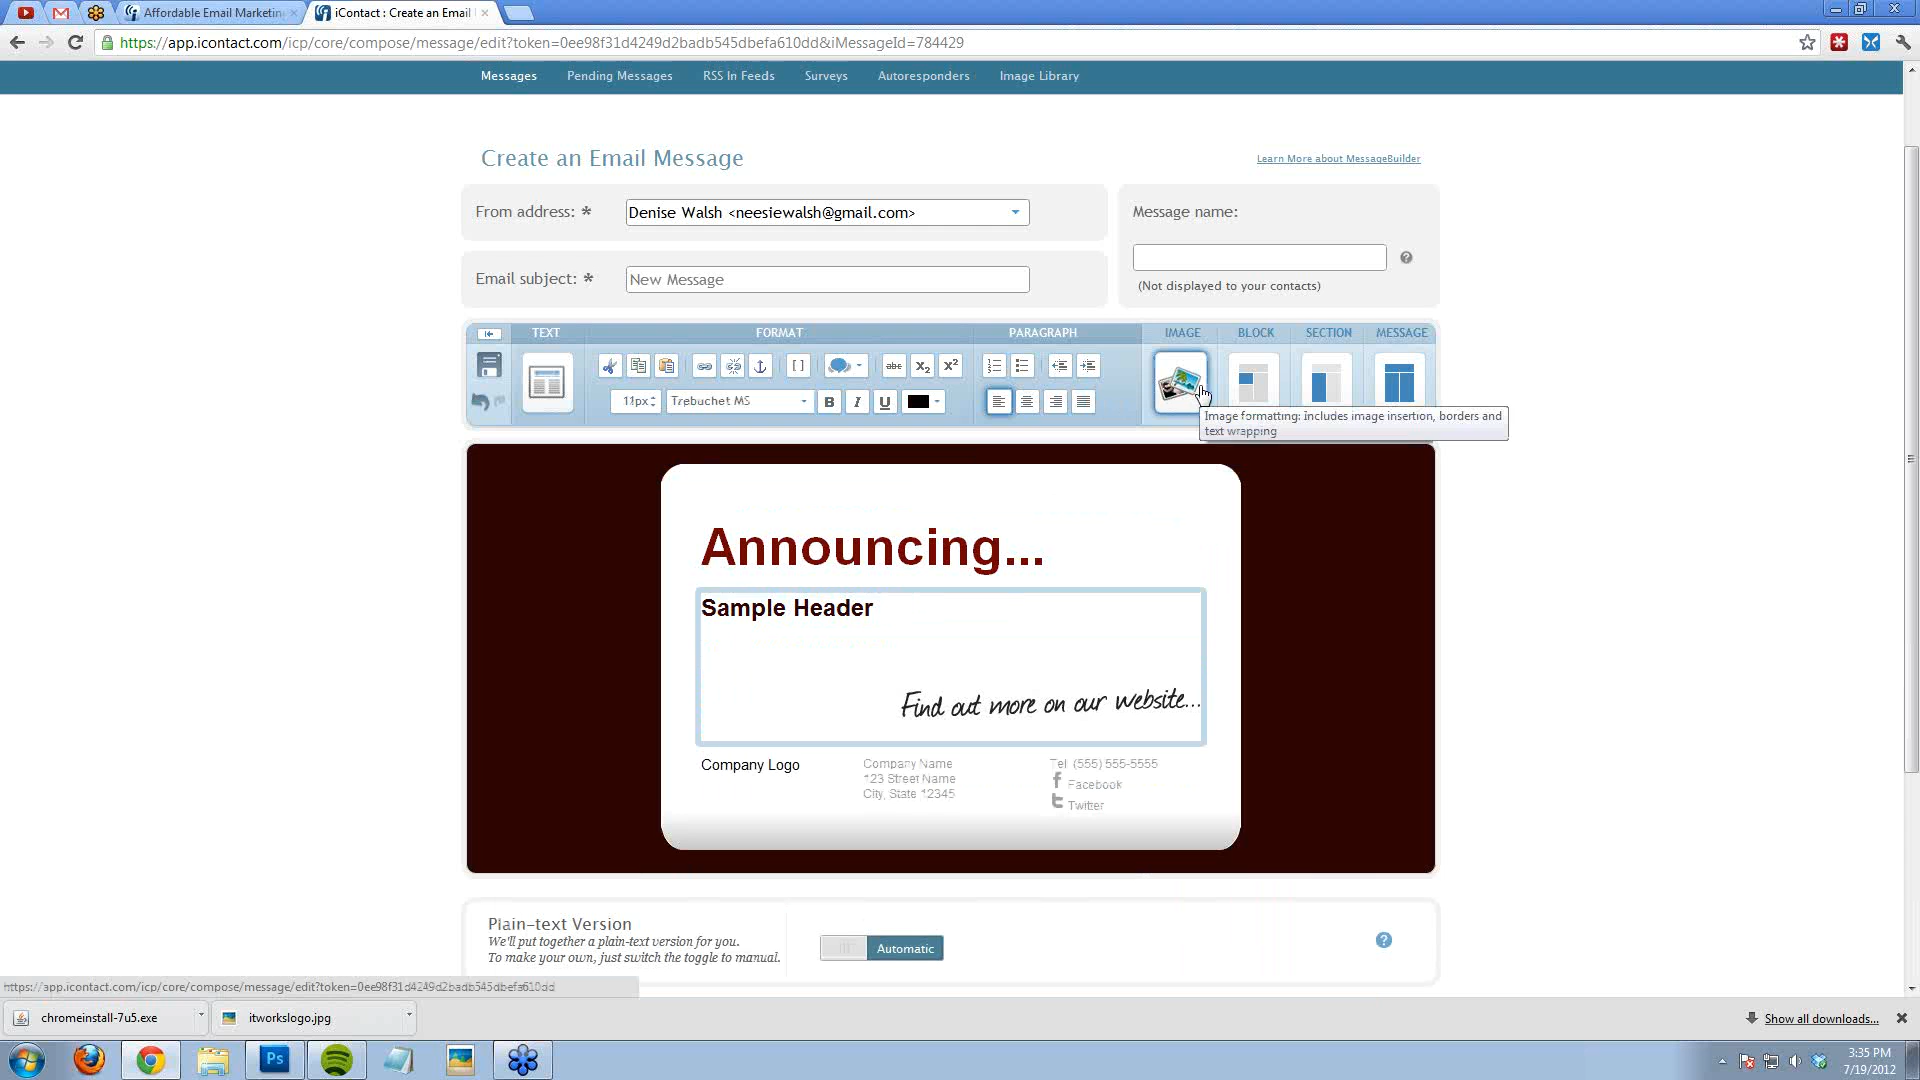 Affordable Email Marketin
iContact : Create an Email
https://app.icontact.com/icp/core/compose/message/edit?token=0ee98f31d4249d2badb545dbefa610dd&iMessageId=784429
Messages
Pending Messages
RSS In Feeds
Surveys
Autoresponders
Image Library
Create an Email Message
Learn More about MessageBuilder
From address: *
Denise Walsh <neesiewalsh@gmail.com>
Message name:
Email subject: *
New Message
?
(Not displayed to your contacts)
TEXT
FORMAT
PARAGRAPH
IMAGE
BLOCK
SECTION
MESSAGE
[ ]
abc
X₂
X²
11px
Trebuchet MS
B
I
U
Image formatting: Includes image insertion, borders and
text wrapping
Announcing...
Sample Header
Find out more on our website...
Company Logo
Company Name
123 Street Name
City, State 12345
Tel: (555) 555-5555
Facebook
Twitter
Plain-text Version
We'll put together a plain-text version for you.
To make your own, just switch the toggle to manual.
Automatic
?
https://app.icontact.com/icp/core/compose/message/edit?token=0ee98f31d4249d2badb545dbefa610dd
chromeinstall-7u5.exe
itworkslogo.jpg
Show all downloads...
Ps
3:35 PM
7/19/2012